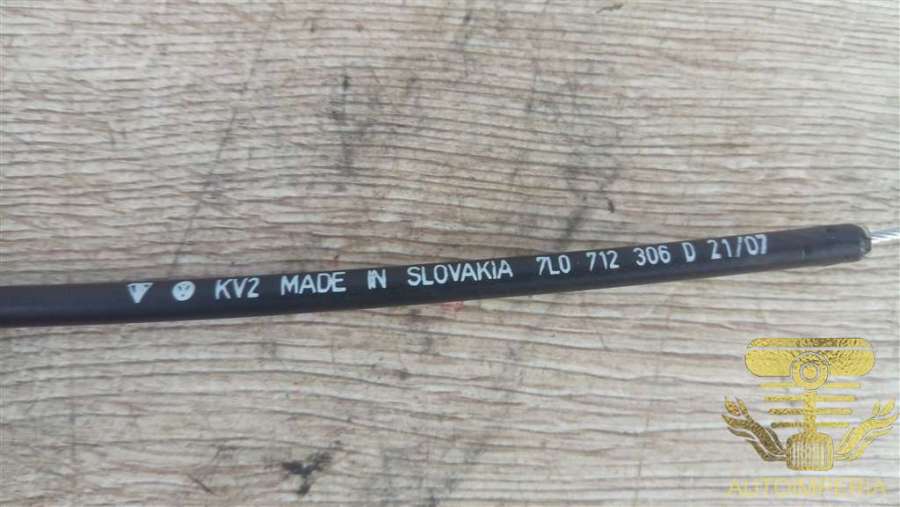 KV2 MADE IN SLOVAKIA 7L0 712 306 D 21/07
AUTOIMPERIA